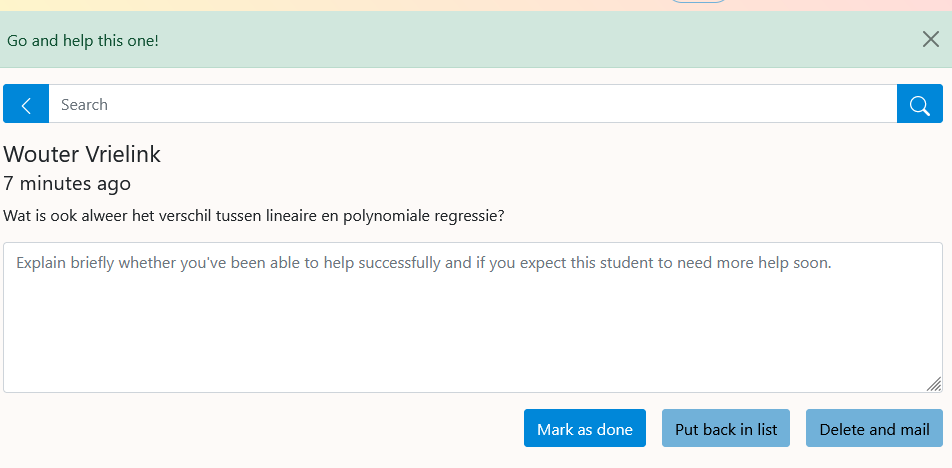 Go and help this one!
Search
Wouter Vrielink
7 minutes ago
Wat is ook alweer het verschil tussen lineaire en polynomiale regressie?
Explain briefly whether you've been able to help successfully and if you expect this student to need more help soon.
Mark as done
Put back in list
Delete and mail